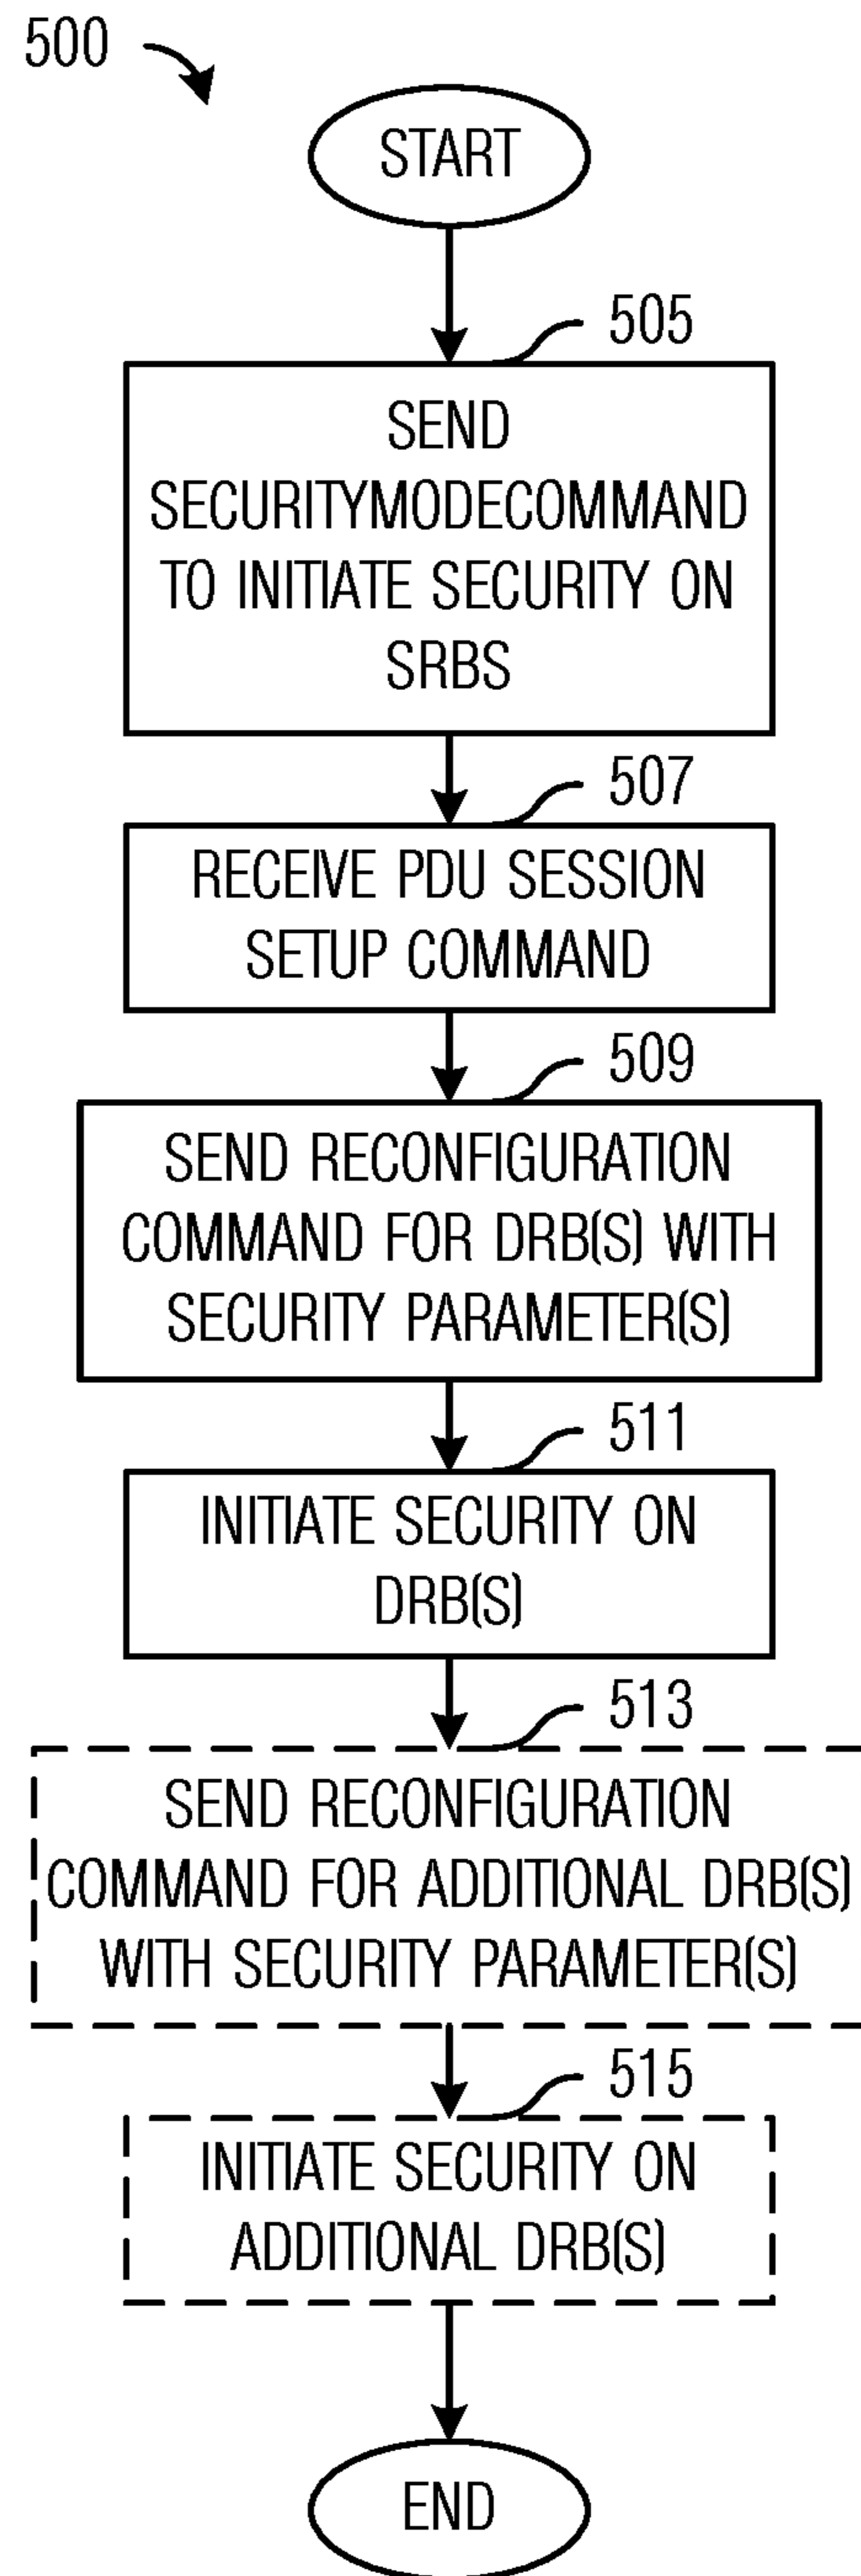 500
START
505
SEND
SECURITYMODECOMMAND
TO INITIATE SECURITY ON
SRBS
507
RECEIVE PDU SESSION
SETUP COMMAND
509
SEND RECONFIGURATION
COMMAND FOR DRB(S) WITH
SECURITY PARAMETER(S)
511
INITIATE SECURITY ON
DRB(S)
513
SEND RECONFIGURATION
COMMAND FOR ADDITIONAL DRB(S)
WITH SECURITY PARAMETER(S)
515
INITIATE SECURITY ON
ADDITIONAL DRB(S)
END